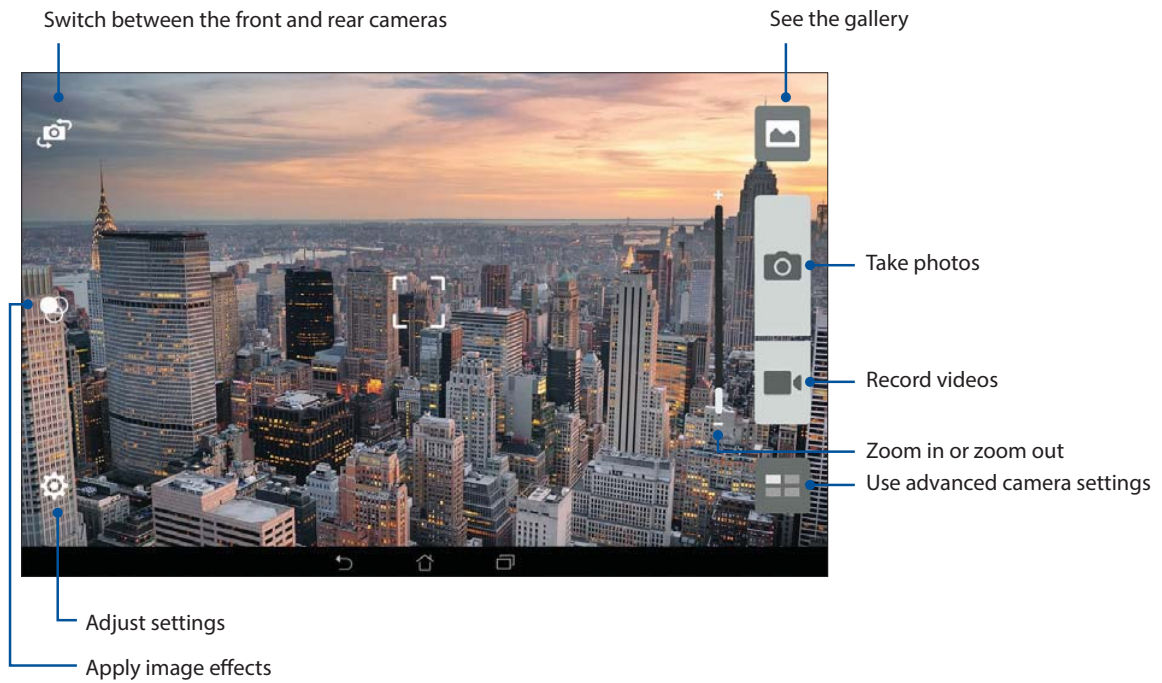 Switch between the front and rear cameras
See the gallery
Take photos
Record videos
Zoom in or zoom out
Use advanced camera settings
Adjust settings
Apply image effects